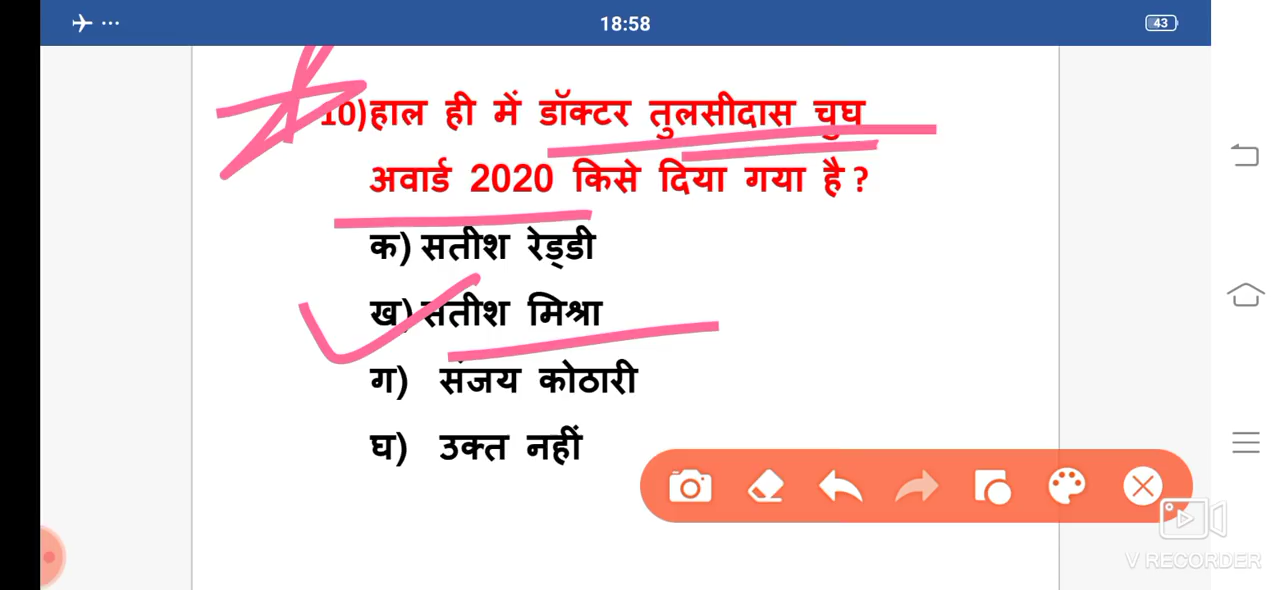 18:58
43
10)हाल ही में डॉक्टर तुलसीदास चुघ
अवार्ड 2020 किसे दिया गया है?
क) सतीश रेड्डी
ख) सतीश मिश्रा
ग) संजय कोठारी
घ) उक्त नहीं
V RECORDER